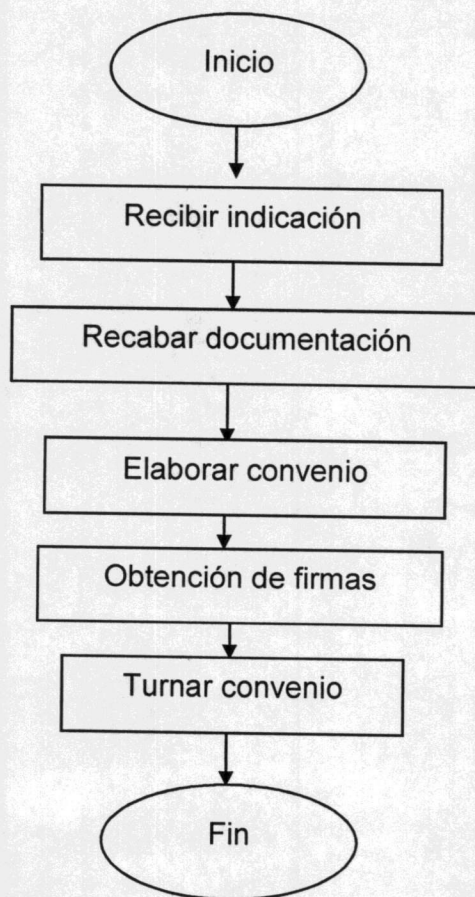 Inicio
Recibir indicación
Recabar documentación
Elaborar convenio
Obtención de firmas
Turnar convenio
Fin